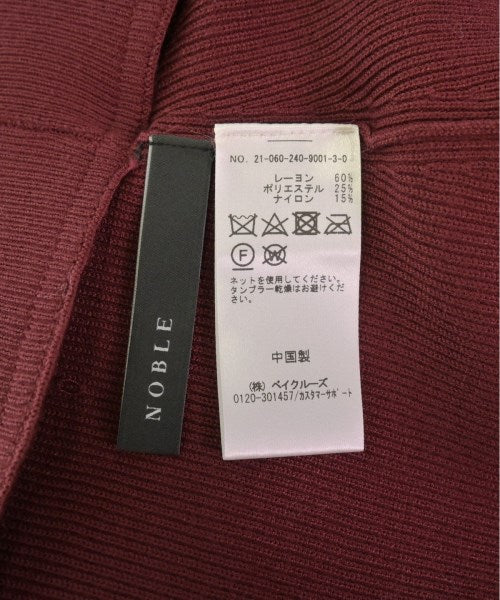 NOBLE
NO. 21-060-240-9001-3-0
レーヨン 60%
ポリエステル 25%
ナイロン 15%
F
W
ネットを使用してください。
タンブラー乾燥はお避けください。
中国製
(株) ベイクルーズ
0120-301457/カスタマーサポート